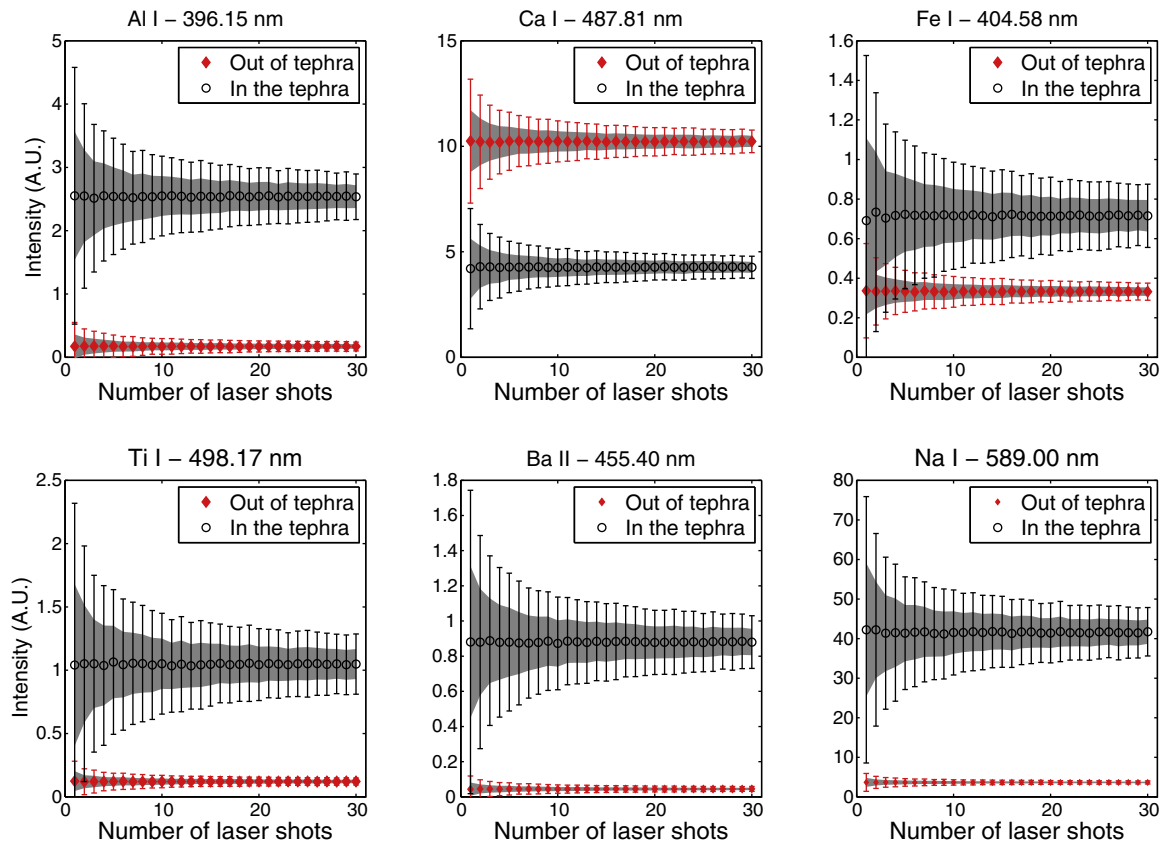 Al I – 396.15 nm
Intensity (A.U.)
5
4
3
2
1
0
Out of tephra
In the tephra
0 10 20 30
Number of laser shots
Ca I – 487.81 nm
15
10
5
0
Out of tephra
In the tephra
0 10 20 30
Number of laser shots
Fe I – 404.58 nm
1.6
1.4
1.2
1
0.8
0.6
0.4
0.2
0
Out of tephra
In the tephra
0 10 20 30
Number of laser shots
Ti I – 498.17 nm
Intensity (A.U.)
2.5
2
1.5
1
0.5
0
Out of tephra
In the tephra
0 10 20 30
Number of laser shots
Ba II – 455.40 nm
1.8
1.6
1.4
1.2
1
0.8
0.6
0.4
0.2
0
Out of tephra
In the tephra
0 10 20 30
Number of laser shots
Na I – 589.00 nm
80
70
60
50
40
30
20
10
0
Out of tephra
In the tephra
0 10 20 30
Number of laser shots